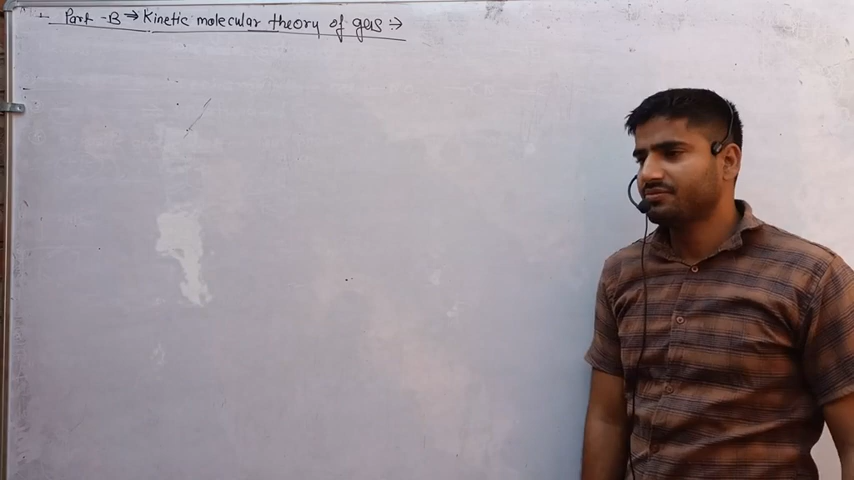 Part -B → Kinetic molecular theory of gas :→